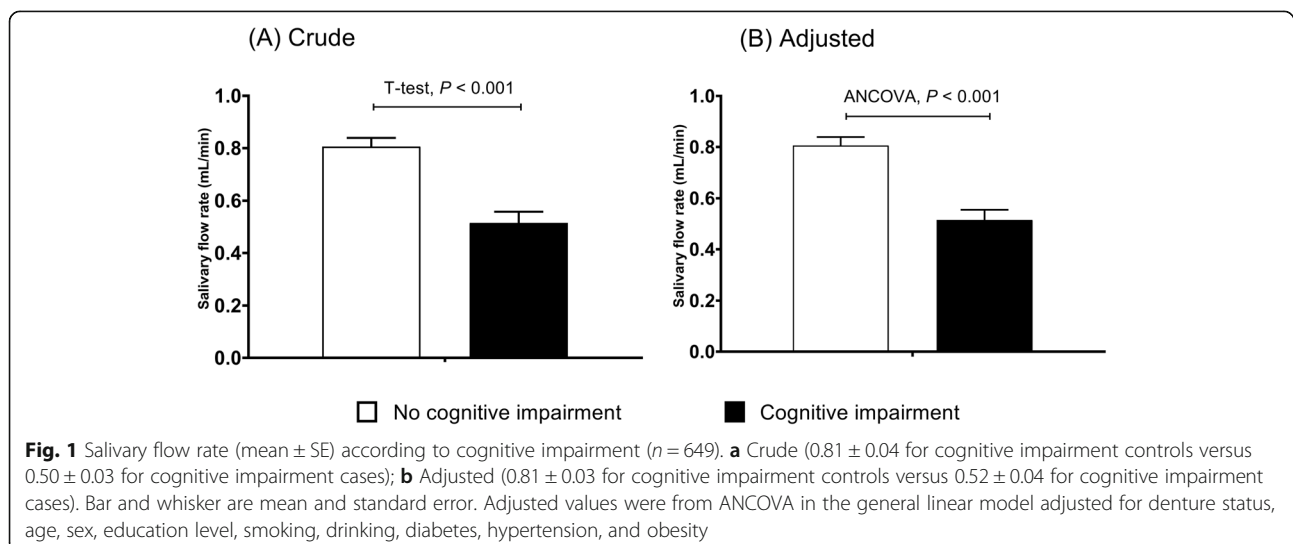 (A) Crude
T-test, P < 0.001
1.0
0.8
0.6
0.4
0.2
0.0
Salivary flow rate (mL/min)
(B) Adjusted
ANCOVA, P < 0.001
1.0
0.8
0.6
0.4
0.2
0.0
Salivary flow rate (mL/min)
No cognitive impairment
Cognitive impairment
Fig. 1 Salivary flow rate (mean ± SE) according to cognitive impairment (n = 649). a Crude (0.81 ± 0.04 for cognitive impairment controls versus
0.50 ± 0.03 for cognitive impairment cases); b Adjusted (0.81 ± 0.03 for cognitive impairment controls versus 0.52 ± 0.04 for cognitive impairment
cases). Bar and whisker are mean and standard error. Adjusted values were from ANCOVA in the general linear model adjusted for denture status,
age, sex, education level, smoking, drinking, diabetes, hypertension, and obesity